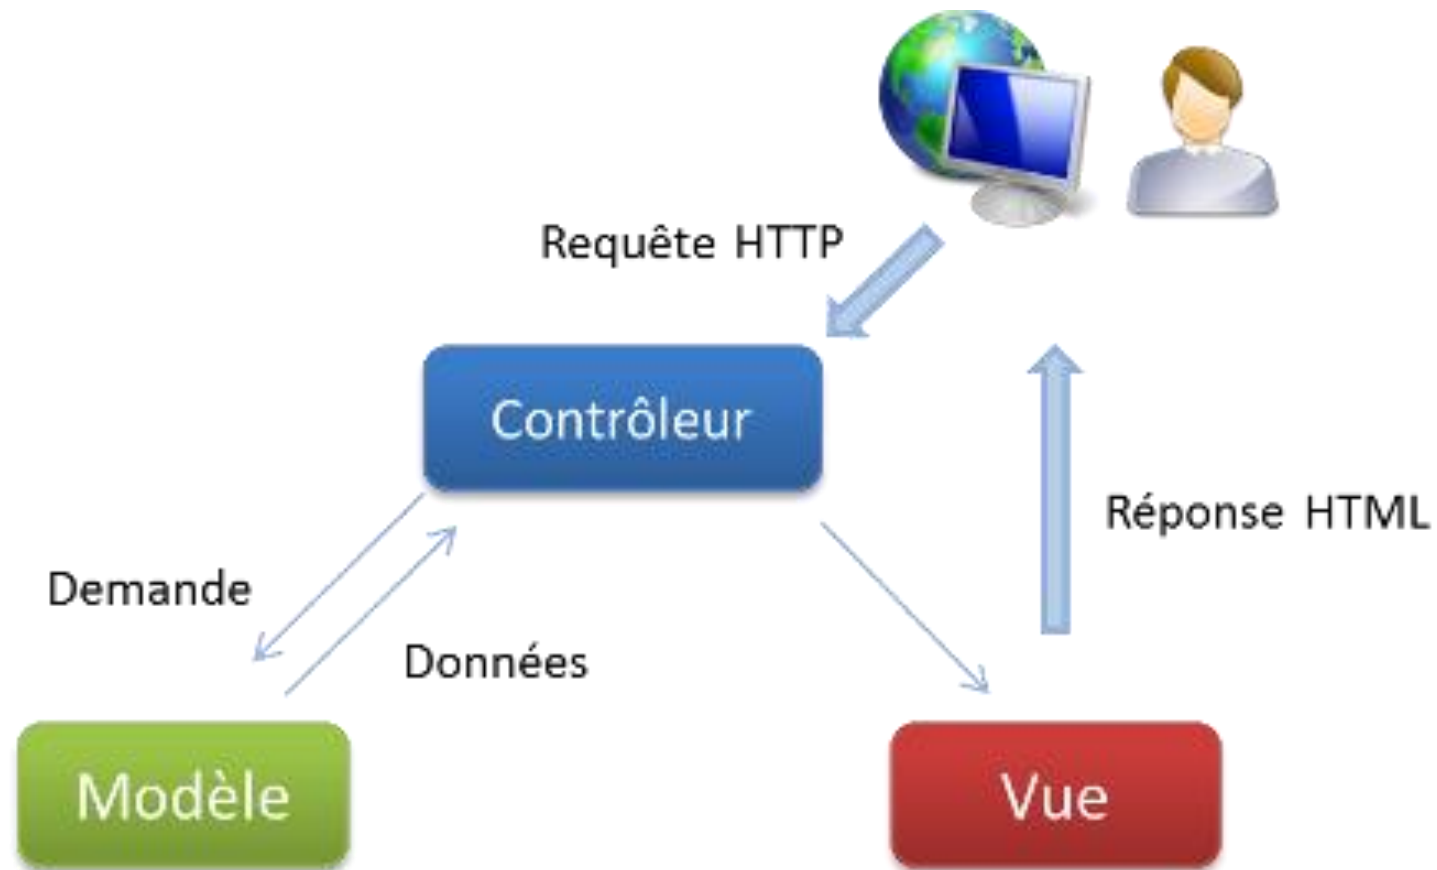 Requête HTTP
Contrôleur
Réponse HTML
Demande
Données
Modèle
Vue